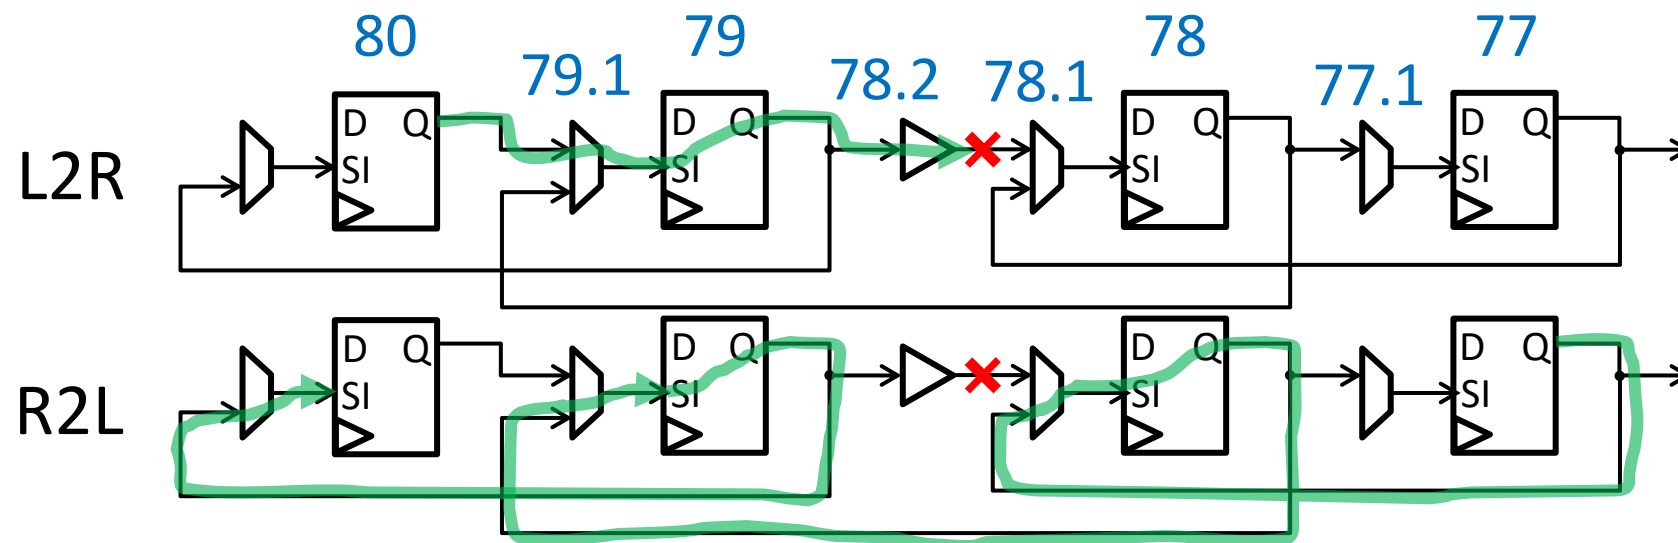 80 79 78 77
79.1 78.2 78.1 77.1
L2R
D Q D Q D Q D Q
SI SI SI SI
R2L
D Q D Q D Q D Q
SI SI SI SI